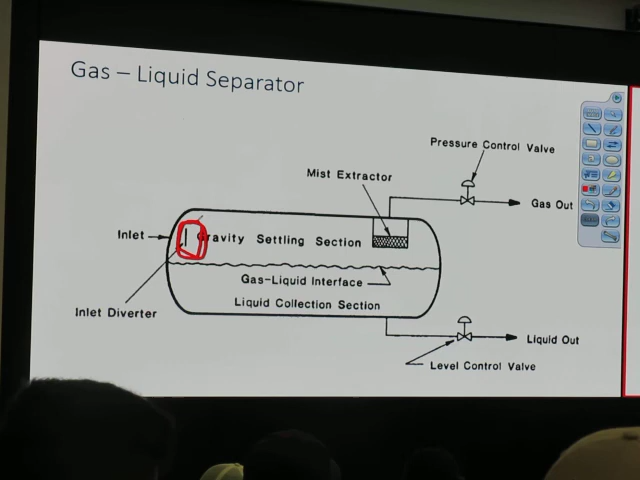 Gas – Liquid Separator
Pressure Control Valve
Mist Extractor
Gas Out
Inlet
Gravity Settling Section
Gas-Liquid Interface
Liquid Collection Section
Inlet Diverter
Liquid Out
Level Control Valve